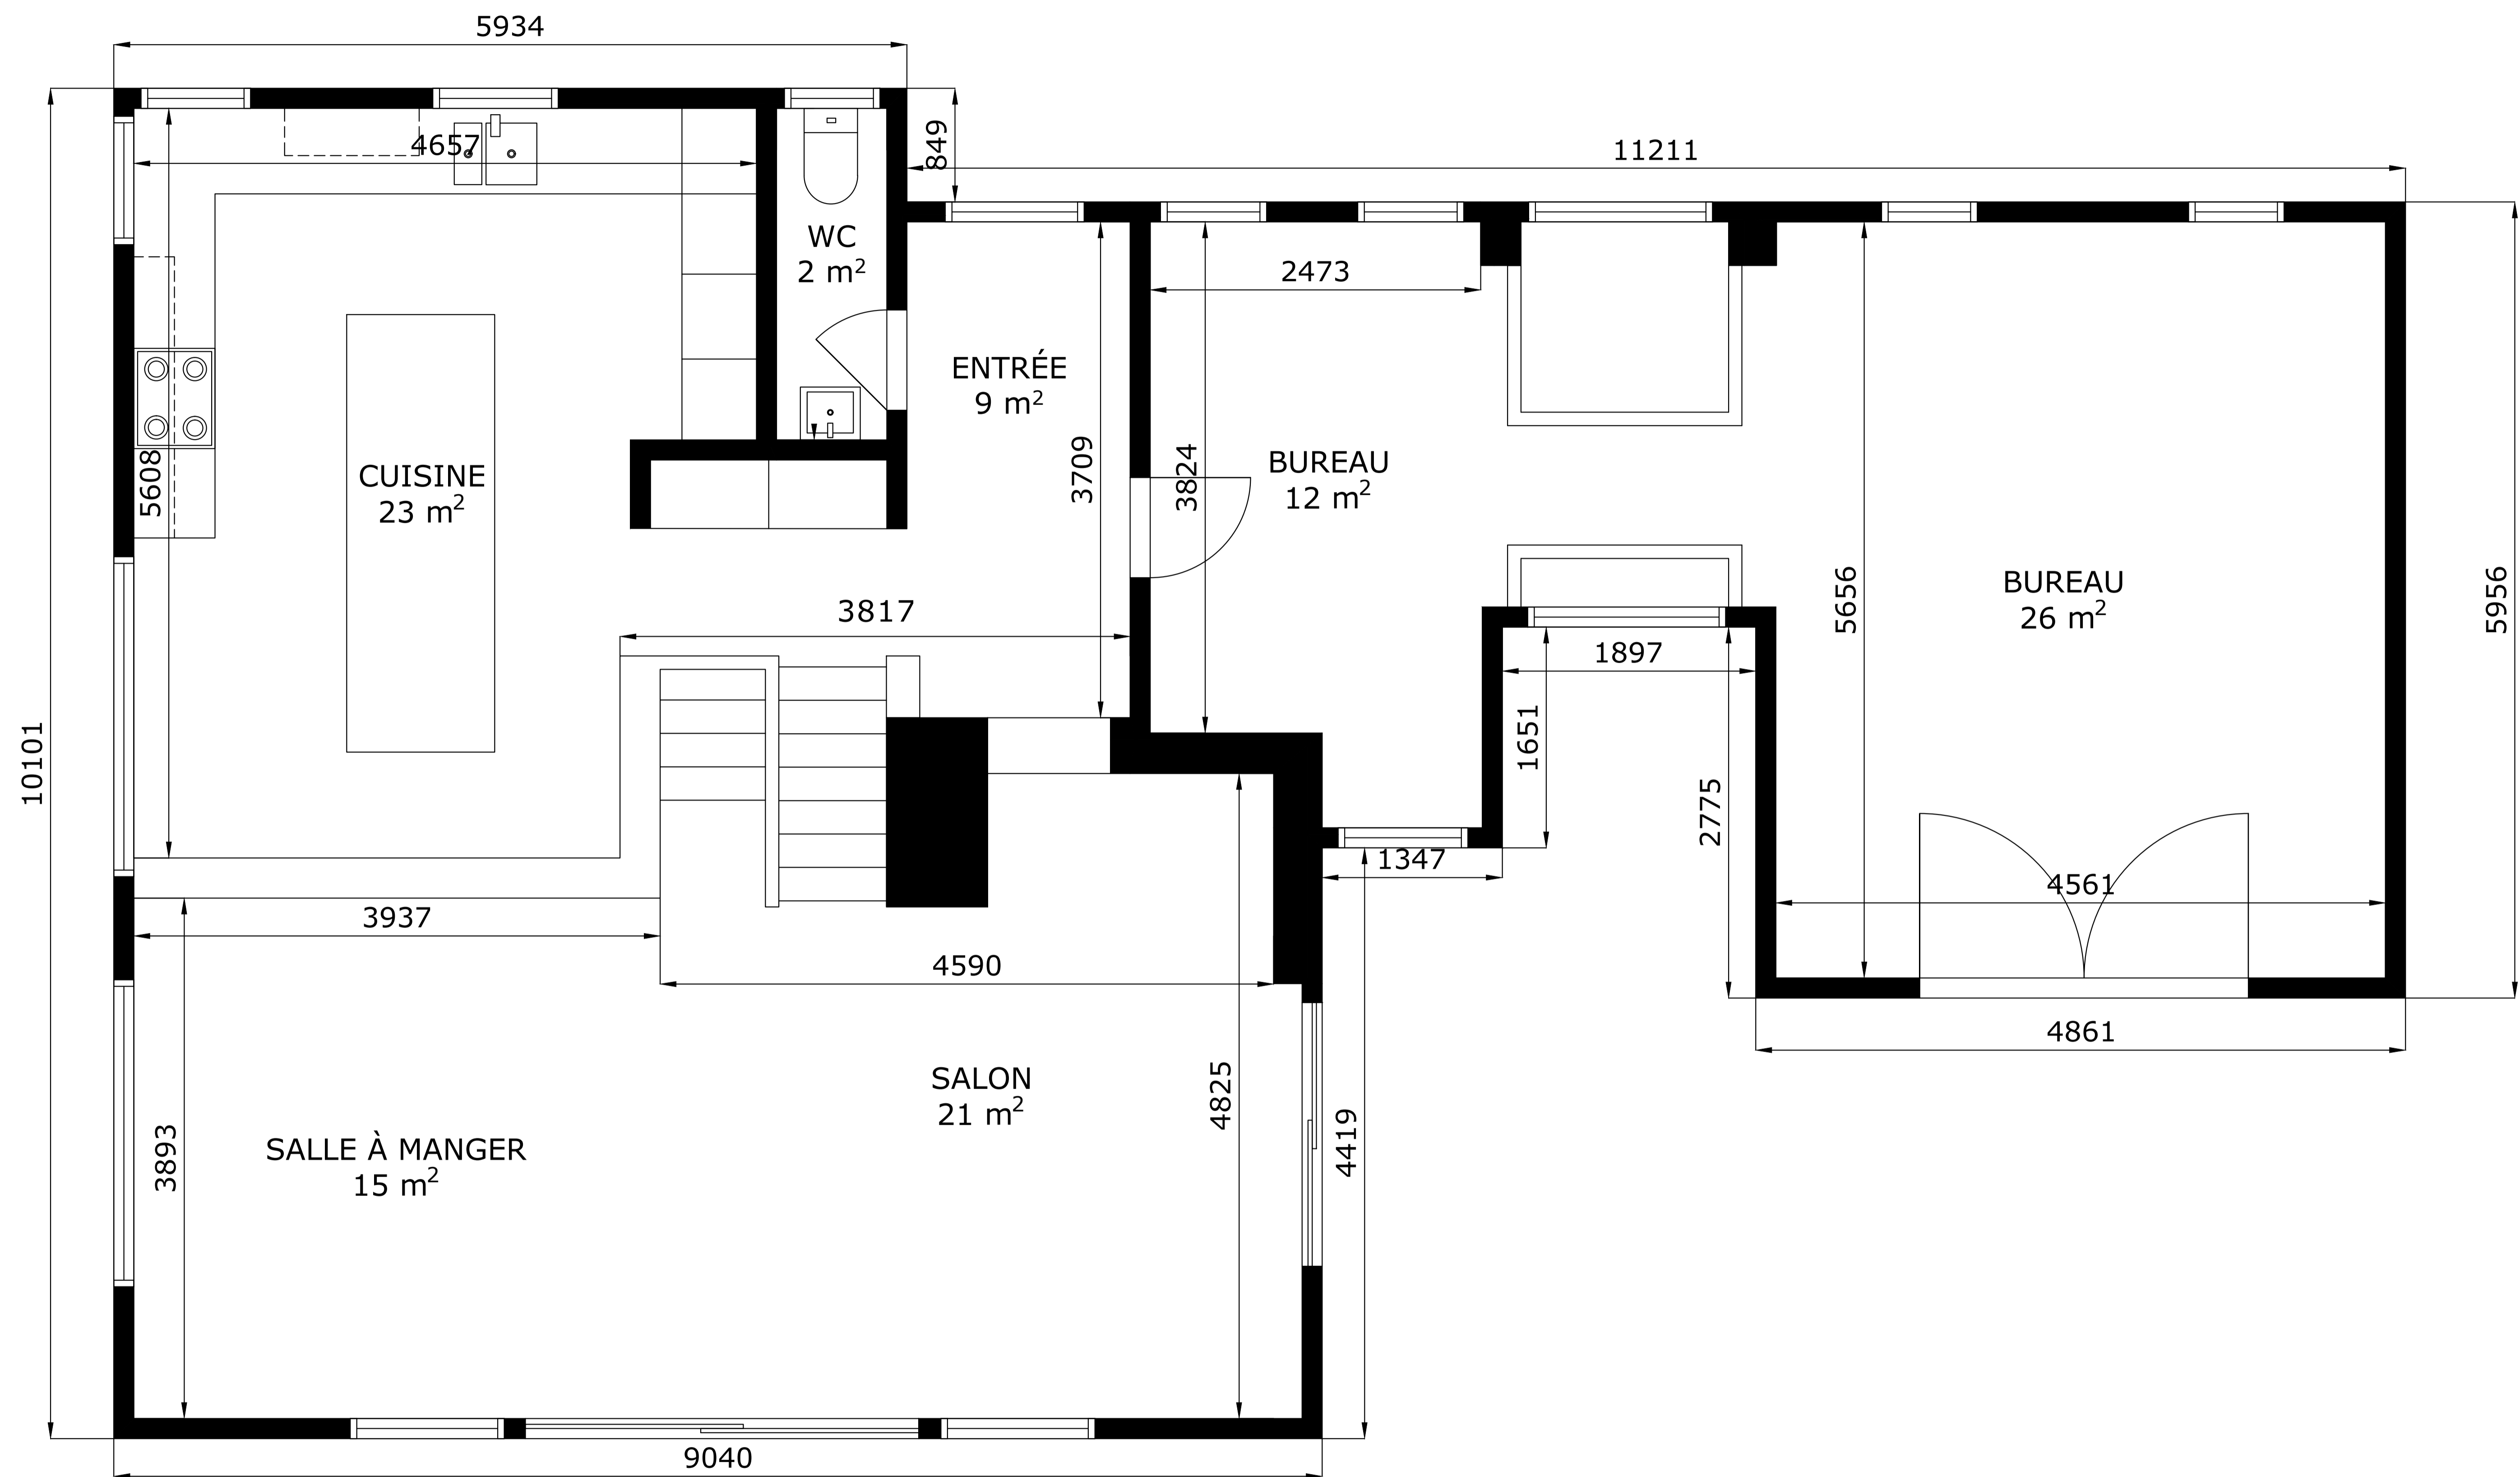 5934
849
11211
4657
WC
2 m²
2473
ENTRÉE
9 m²
5608
CUISINE
23 m²
3709
3824
BUREAU
12 m²
5656
BUREAU
26 m²
5956
3817
1897
1651
2775
10101
1347
4561
3937
4590
4861
SALON
21 m²
4825
4419
3893
SALLE À MANGER
15 m²
9040